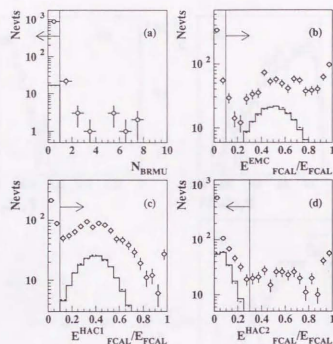 Nevts
10³
10²
10
1
(a)
0 2 4 6 8 10
N_BRMU
Nevts
10²
10
(b)
0 0.2 0.4 0.6 0.8 1
E^EMC_FCAL/E_FCAL
10²
10
(c)
0 0.2 0.4 0.6 0.8 1
E^HAC1_FCAL/E_FCAL
10³
10²
10
(d)
0 0.2 0.4 0.6 0.8 1
E^HAC2_FCAL/E_FCAL